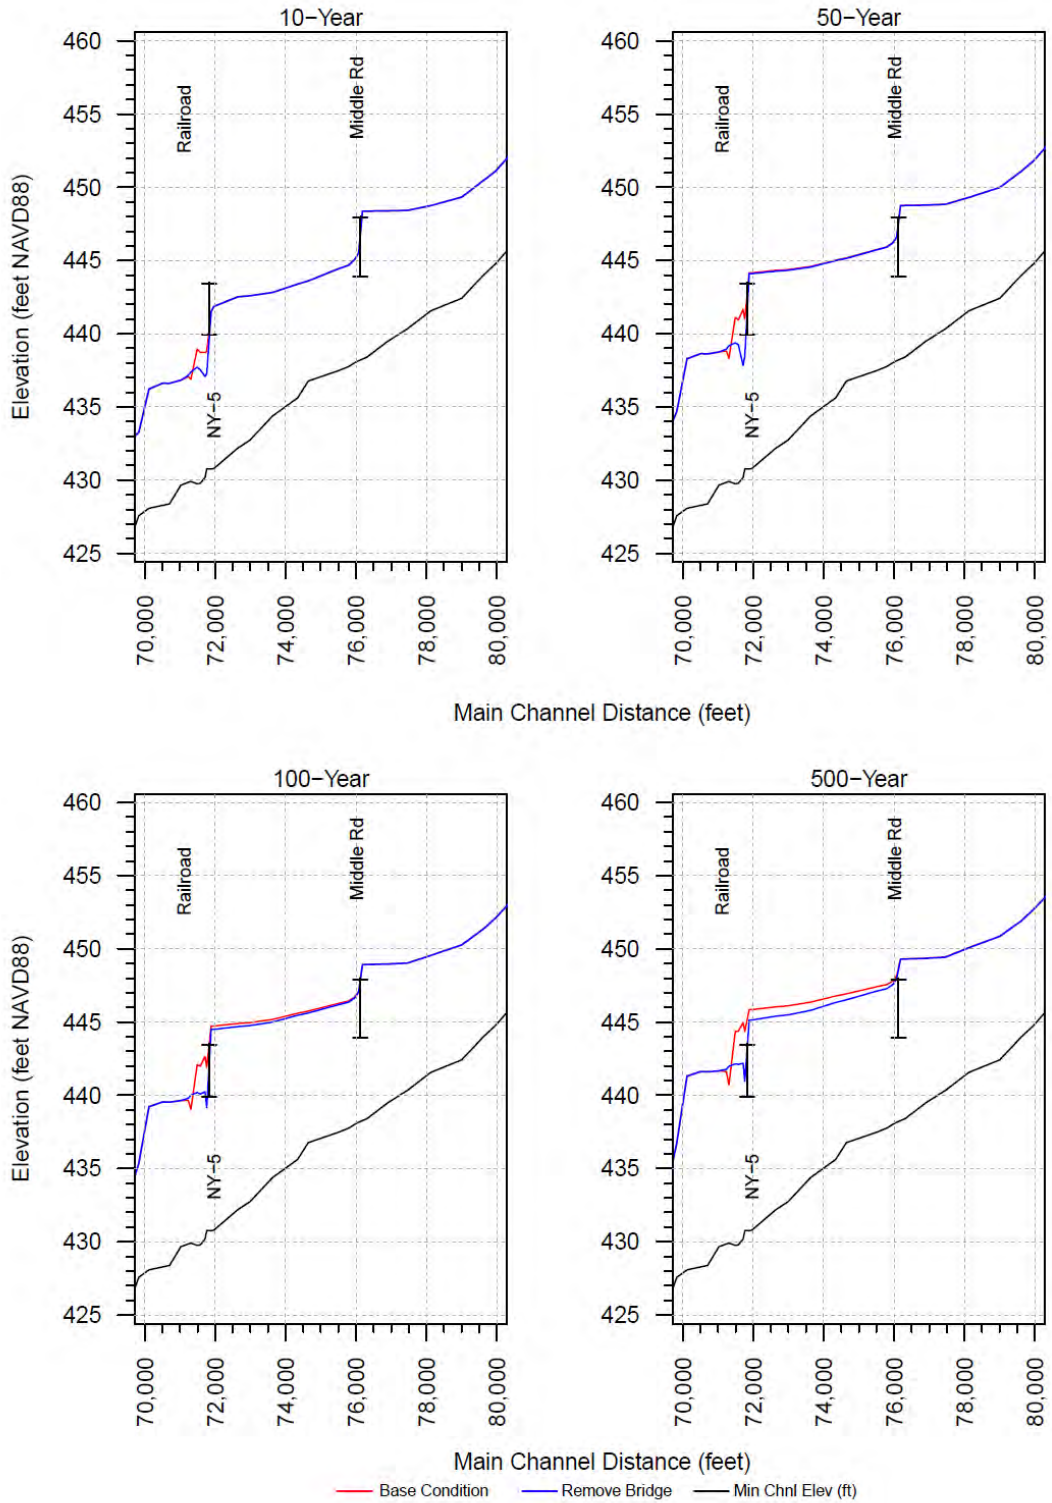 10−Year
50−Year
Elevation (feet NAVD88)
460
455
450
445
440
435
430
425
Railroad
Middle Rd
NY−5
70,000
72,000
74,000
76,000
78,000
80,000
460
455
450
445
440
435
430
425
Railroad
Middle Rd
NY−5
70,000
72,000
74,000
76,000
78,000
80,000
Main Channel Distance (feet)
100−Year
500−Year
Elevation (feet NAVD88)
460
455
450
445
440
435
430
425
Railroad
Middle Rd
NY−5
70,000
72,000
74,000
76,000
78,000
80,000
460
455
450
445
440
435
430
425
Railroad
Middle Rd
NY−5
70,000
72,000
74,000
76,000
78,000
80,000
Main Channel Distance (feet)
Base Condition Remove Bridge Min Chnl Elev (ft)